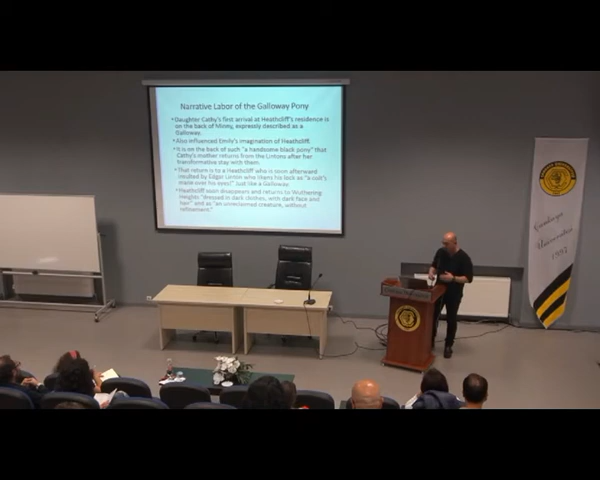 Narrative Labor of the Galloway Pony
•Daughter Cathy's first arrival at Heathcliff's residence is
on the back of Minny, expressly described as a
Galloway.
•Also influenced Emily's imagination of Heathcliff.
•It is on the back of such "a handsome black pony" that
Cathy's mother returns from the Lintons after her
transformative stay with them.
•That return is to a Heathcliff who is soon afterward
insulted by Edgar Linton who likens his lock as "a colt's
mane over his eyes!" Just like a Galloway.
•Heathcliff soon disappears and returns to Wuthering
Heights "dressed in dark clothes, with dark face and
hair" and as "an unreclaimed creature, without
refinement."
Üniversitesi
1992